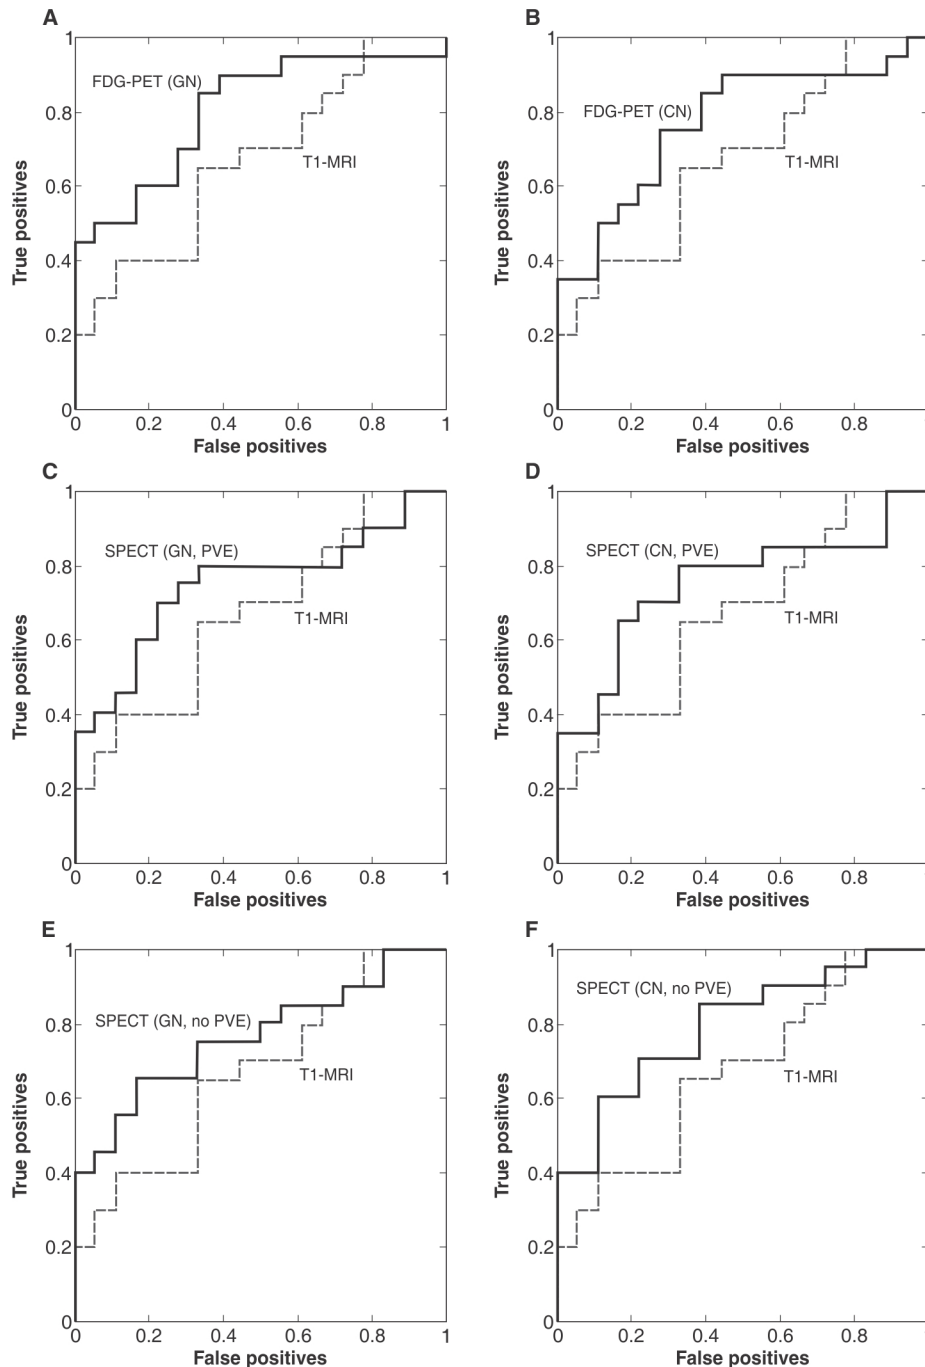 A
1
FDG-PET (GN)
0.8
T1-MRI
0.6
0.4
0.2
0
0 0.2 0.4 0.6 0.8 1
True positives
False positives
B
1
FDG-PET (CN)
0.8
T1-MRI
0.6
0.4
0.2
0
0 0.2 0.4 0.6 0.8 1
True positives
False positives
C
1
SPECT (GN, PVE)
0.8
T1-MRI
0.6
0.4
0.2
0
0 0.2 0.4 0.6 0.8 1
True positives
False positives
D
1
SPECT (CN, PVE)
0.8
T1-MRI
0.6
0.4
0.2
0
0 0.2 0.4 0.6 0.8 1
True positives
False positives
E
1
SPECT (GN, no PVE)
0.8
T1-MRI
0.6
0.4
0.2
0
0 0.2 0.4 0.6 0.8 1
True positives
False positives
F
1
SPECT (CN, no PVE)
0.8
T1-MRI
0.6
0.4
0.2
0
0 0.2 0.4 0.6 0.8 1
True positives
False positives